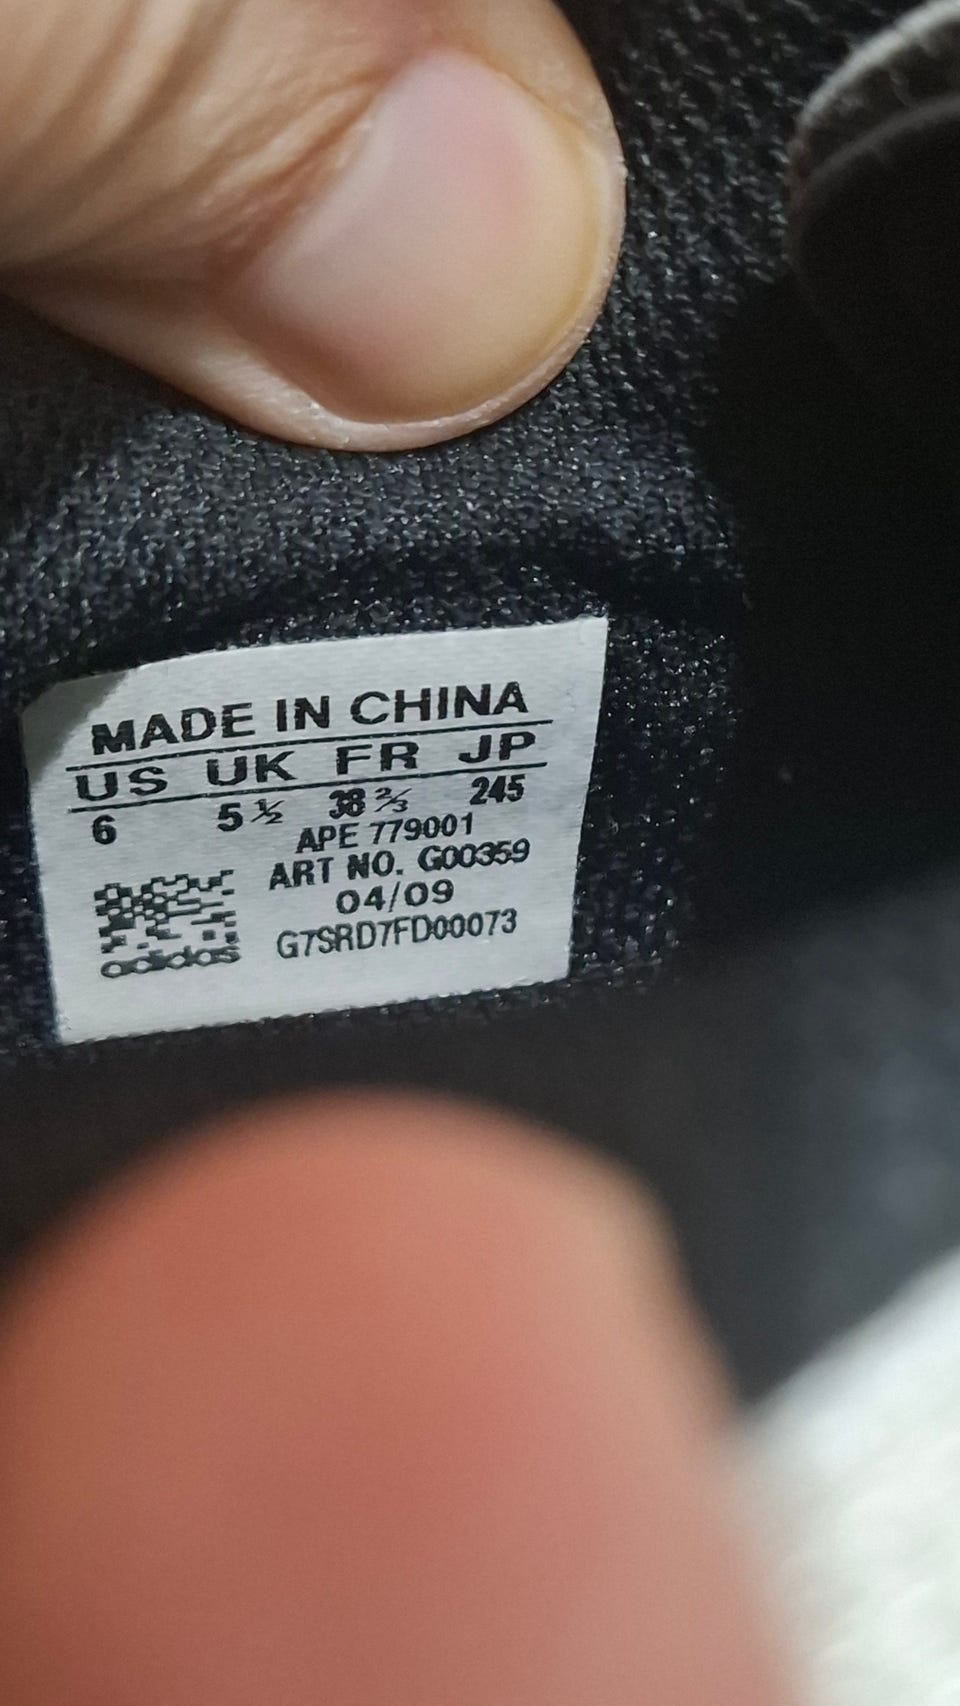 MADE IN CHINA
US UK FR JP
6 5½ 38⅔ 245
APE 779001
ART NO. G00359
04/09
G7SRD7FD00073
adidas